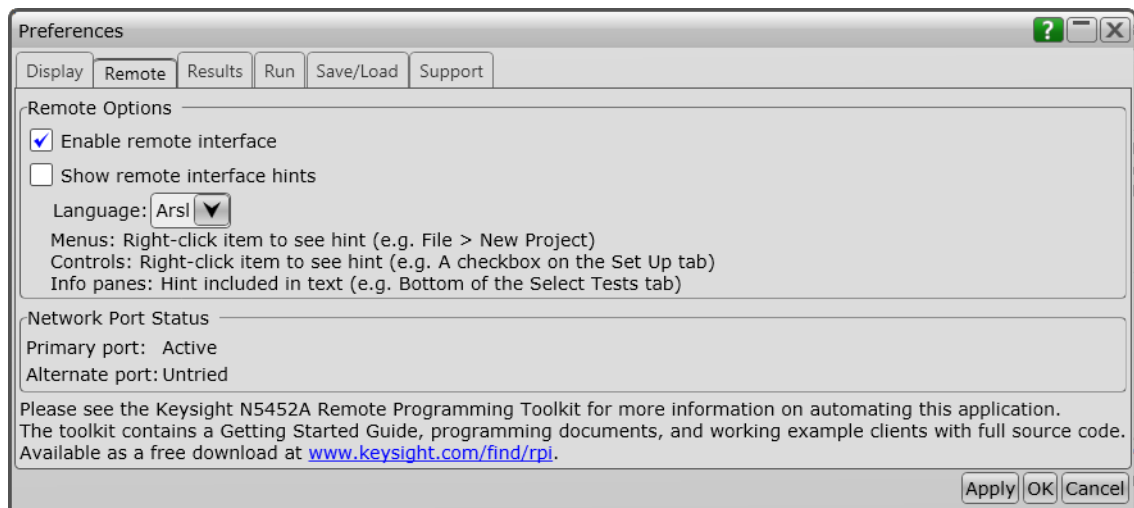 Preferences
?
Display Remote Results Run Save/Load Support
Remote Options
Enable remote interface
Show remote interface hints
Language: Arsl
Menus: Right-click item to see hint (e.g. File > New Project)
Controls: Right-click item to see hint (e.g. A checkbox on the Set Up tab)
Info panes: Hint included in text (e.g. Bottom of the Select Tests tab)
Network Port Status
Primary port: Active
Alternate port: Untried
Please see the Keysight N5452A Remote Programming Toolkit for more information on automating this application.
The toolkit contains a Getting Started Guide, programming documents, and working example clients with full source code.
Available as a free download at www.keysight.com/find/rpi.
Apply OK Cancel